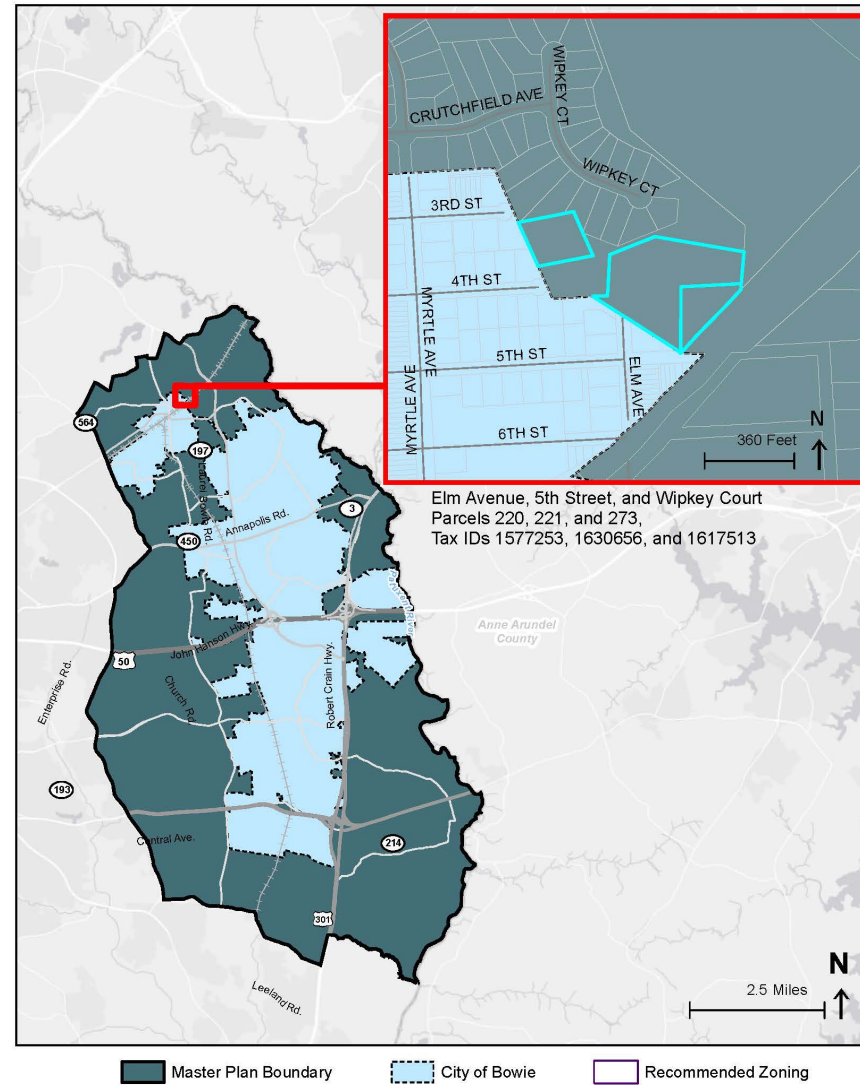 CRUTCHFIELD AVE
WIPKEY CT
WIPKEY CT
3RD ST
4TH ST
MYRTLE AVE
MYRTLE AVE
5TH ST
ELM AVE
6TH ST
N
360 Feet
Elm Avenue, 5th Street, and Wipkey Court
Parcels 220, 221, and 273,
Tax IDs 1577253, 1630656, and 1617513
564
197
Laurel Bowie Rd.
3
Annapolis Rd.
450
Patuxent River
Anne Arundel
County
John Hanson Hwy.
50
Enterprise Rd.
Church Rd.
Robert Crain Hwy.
193
Central Ave.
214
301
Leeland Rd.
N
2.5 Miles
Master Plan Boundary
City of Bowie
Recommended Zoning